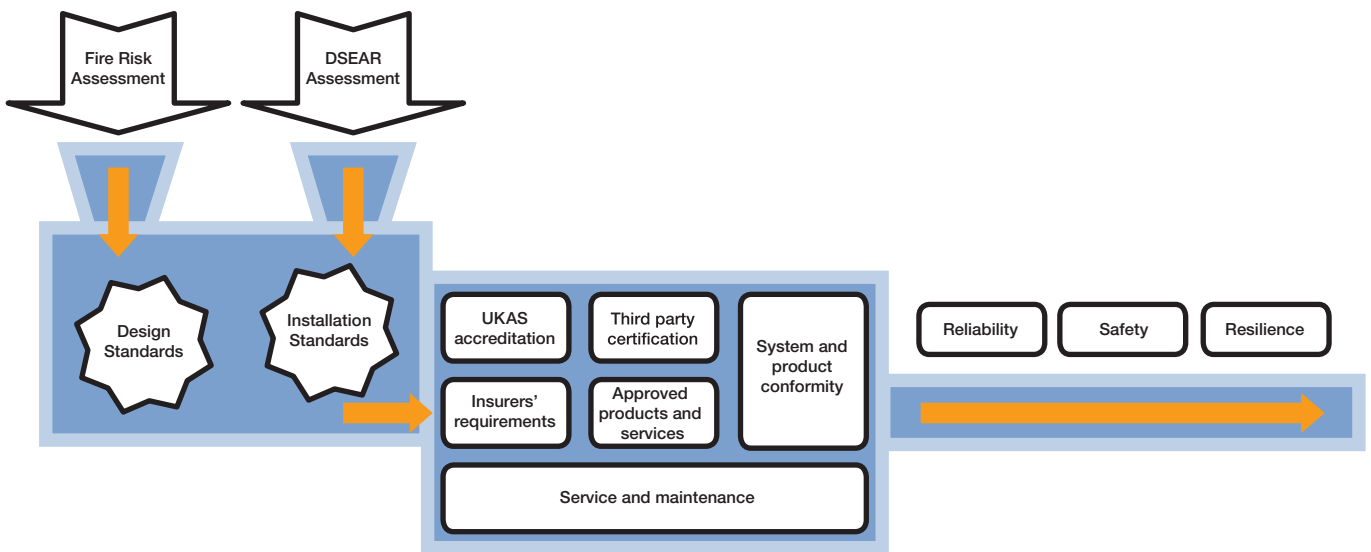 Fire Risk
Assessment
DSEAR
Assessment
Design
Standards
Installation
Standards
UKAS
accreditation
Third party
certification
System and
product
conformity
Insurers’
requirements
Approved
products and
services
Service and maintenance
Reliability
Safety
Resilience